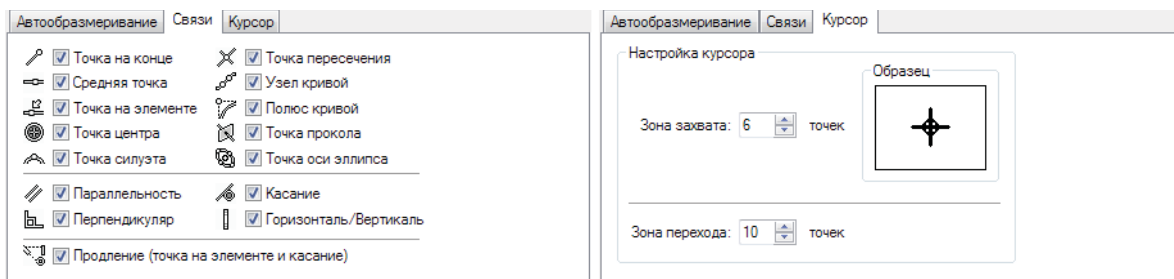 Автообразмеривание Связи Курсор
Точка на конце Точка пересечения
Средняя точка Узел кривой
Точка на элементе Полюс кривой
Точка центра Точка прокола
Точка силуэта Точка оси эллипса
Параллельность Касание
Перпендикуляр Горизонталь/Вертикаль
Продление (точка на элементе и касание)
Автообразмеривание Связи Курсор
Настройка курсора
Образец
Зона захвата: 6 точек
Зона перехода: 10 точек